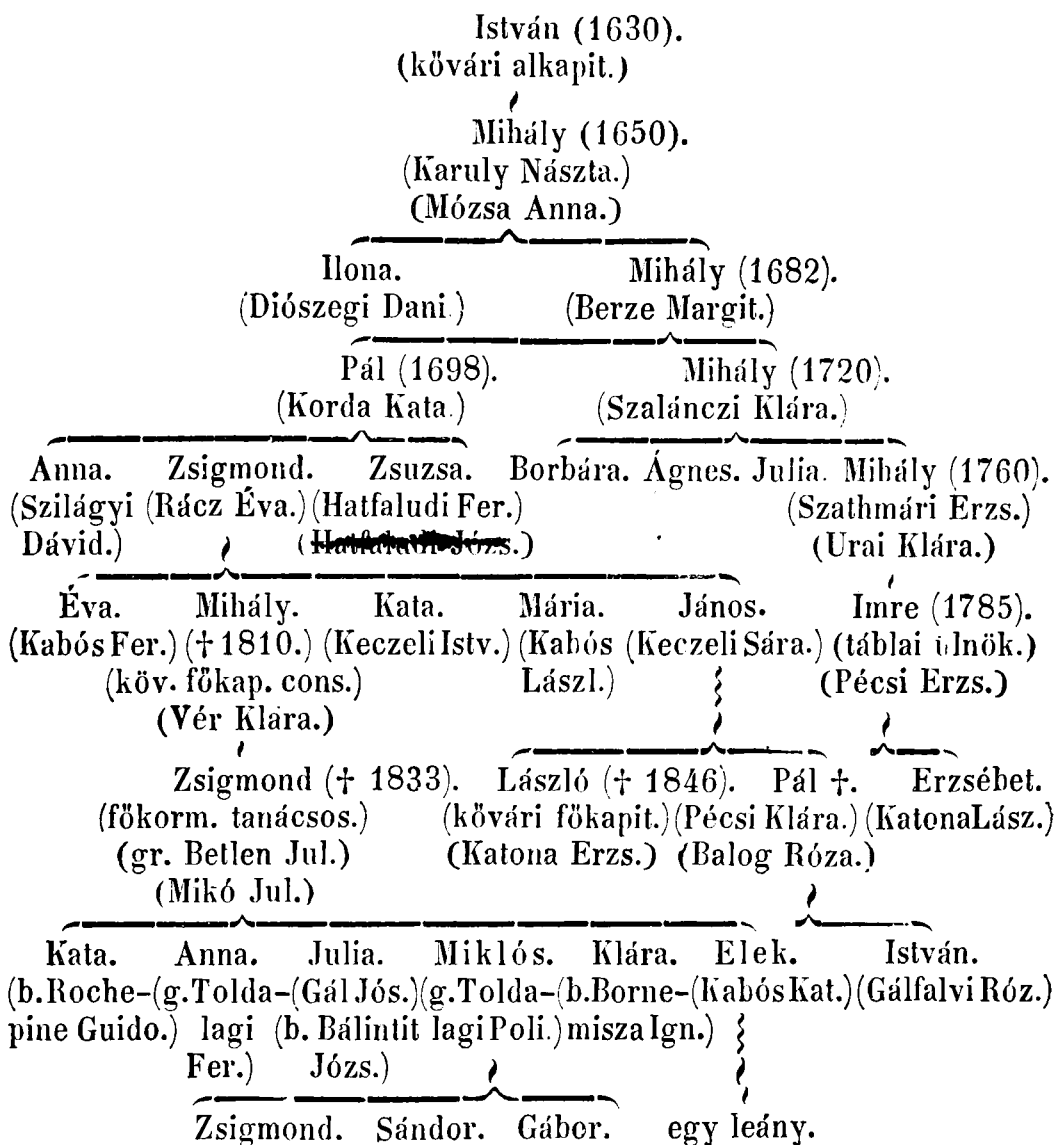 István (1630).
(kővári alkapit.)
Mihály (1650).
(Karuly Nászta.)
(Mózsa Anna.)
Ilona. Mihály (1682).
(Diószegi Dani.) (Berze Margit.)
Pál (1698). Mihály (1720).
(Korda Kata.) (Szalánczi Klára.)
Anna. Zsigmond. Zsuzsa. Borbára. Ágnes. Julia. Mihály (1760).
(Szilágyi (Rácz Éva.) (Hatfaludi Fer.) (Szathmári Erzs.)
Dávid.) (Hatfaludi Józs.) (Urai Klára.)
Éva. Mihály. Kata. Mária. János. Imre (1785).
(Kabós Fer.) († 1810.) (Keczeli Istv.) (Kabós (Keczeli Sára.) (táblai ülnök.)
(köv. főkap. cons.) Lászl.) (Pécsi Erzs.)
(Vér Klára.)
Zsigmond († 1833). László († 1846). Pál †. Erzsébet.
(főkorm. tanácsos.) (kővári főkapit.) (Pécsi Klára.) (Katona Lász.)
(gr. Betlen Jul.) (Katona Erzs.) (Balog Róza.)
(Mikó Jul.)
Kata. Anna. Julia. Miklós. Klára. Elek. István.
(b. Roche- (g. Tolda- (Gál Jós.) (g. Tolda- (b. Borne- (Kabós Kat.) (Gálfalvi Róz.)
pine Guido.) lagi (b. Bálintit lagi Poli.) misza Ign.)
Fer.) Józs.)
Zsigmond. Sándor. Gábor. egy leány.